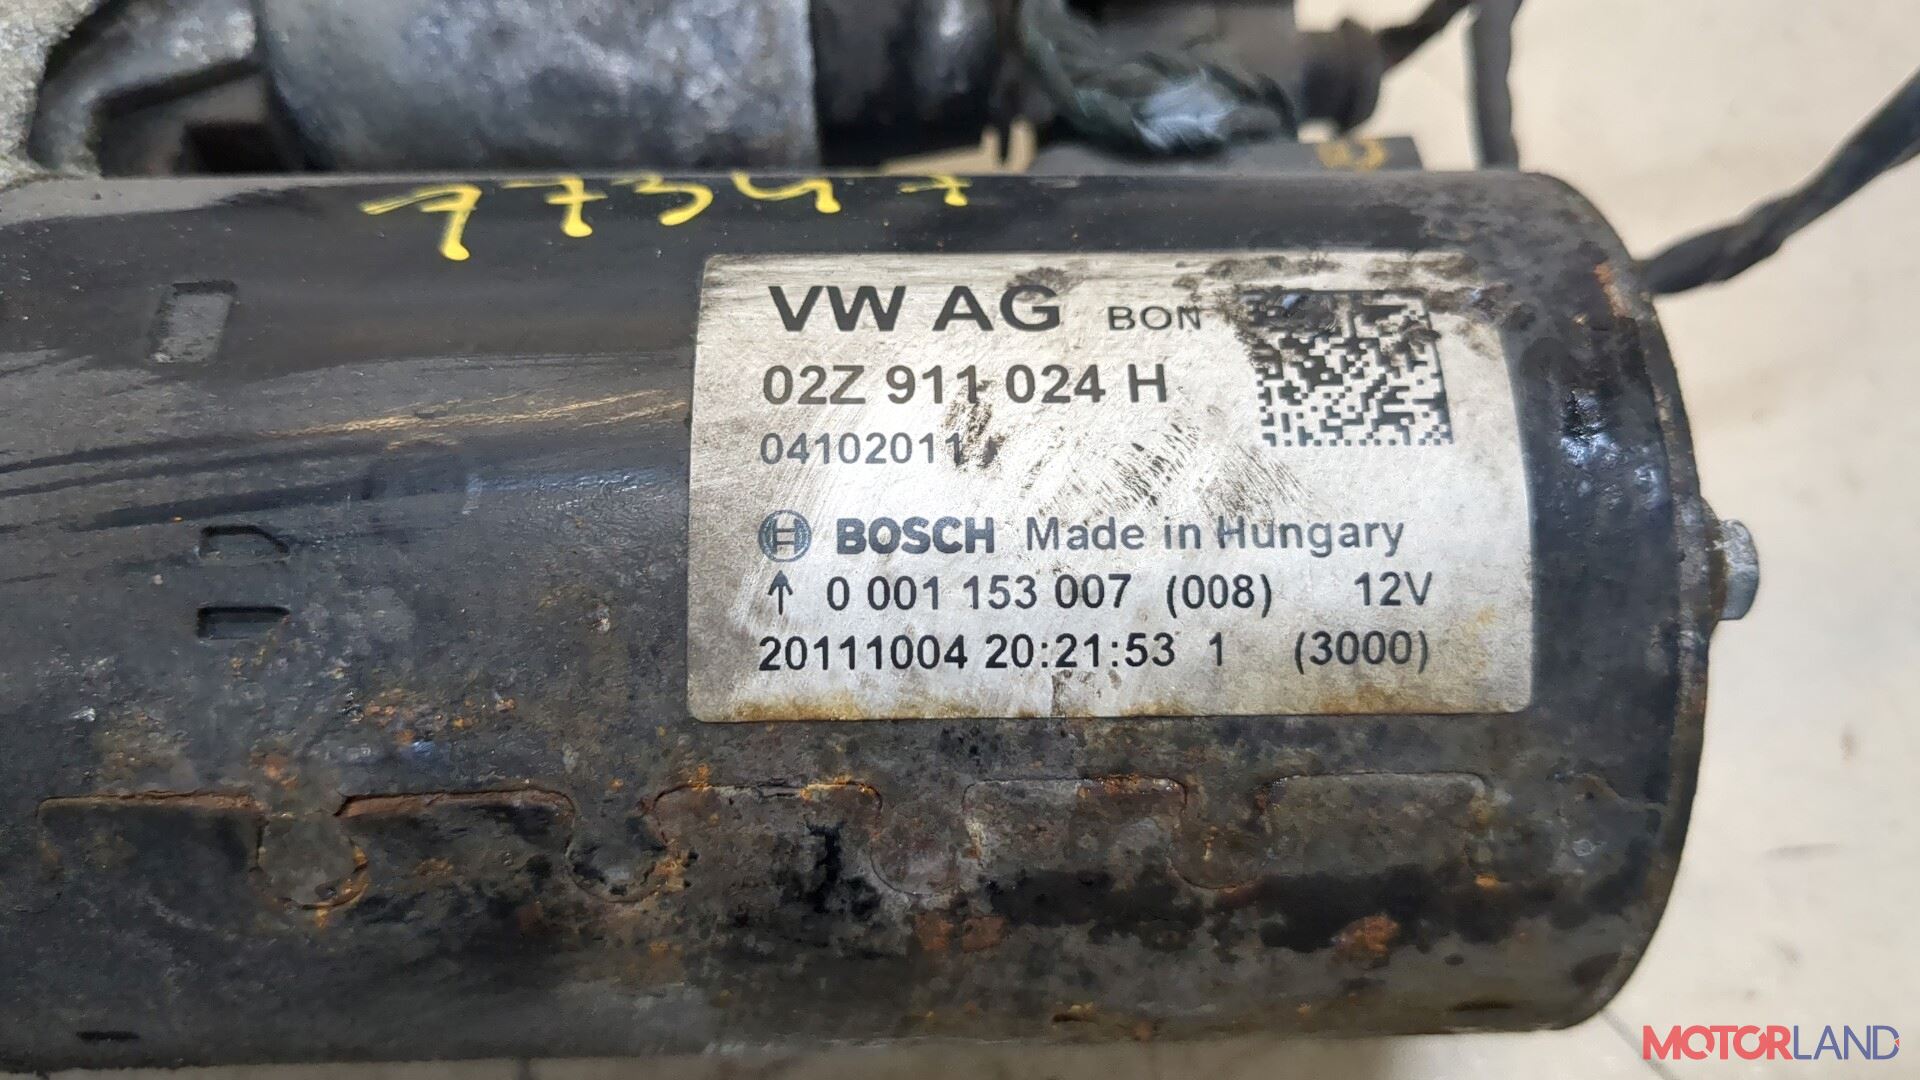 77347
VW AG BON
02Z 911 024 H
04102011
BOSCH Made in Hungary
↑ 0 001 153 007 (008) 12V
20111004 20:21:53 1 (3000)
MOTORLAND